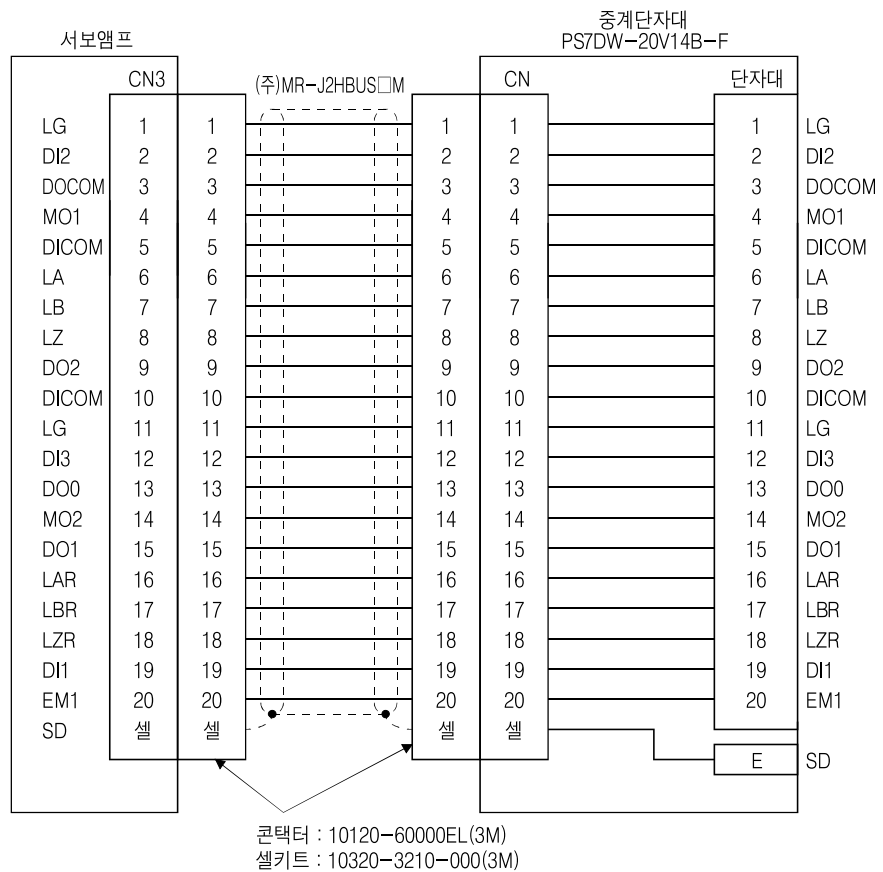 중계단자대
서보앰프 PS7DW-20V14B-F
CN3 (주)MR-J2HBUS□M CN 단자대
LG 1 1 1 1 1 LG
DI2 2 2 2 2 2 DI2
DOCOM 3 3 3 3 3 DOCOM
MO1 4 4 4 4 4 MO1
DICOM 5 5 5 5 5 DICOM
LA 6 6 6 6 6 LA
LB 7 7 7 7 7 LB
LZ 8 8 8 8 8 LZ
DO2 9 9 9 9 9 DO2
DICOM 10 10 10 10 10 DICOM
LG 11 11 11 11 11 LG
DI3 12 12 12 12 12 DI3
DO0 13 13 13 13 13 DO0
MO2 14 14 14 14 14 MO2
DO1 15 15 15 15 15 DO1
LAR 16 16 16 16 16 LAR
LBR 17 17 17 17 17 LBR
LZR 18 18 18 18 18 LZR
DI1 19 19 19 19 19 DI1
EM1 20 20 20 20 20 EM1
SD 셀 셀 셀 셀
E SD
콘택터 : 10120-60000EL(3M)
셀키트 : 10320-3210-000(3M)